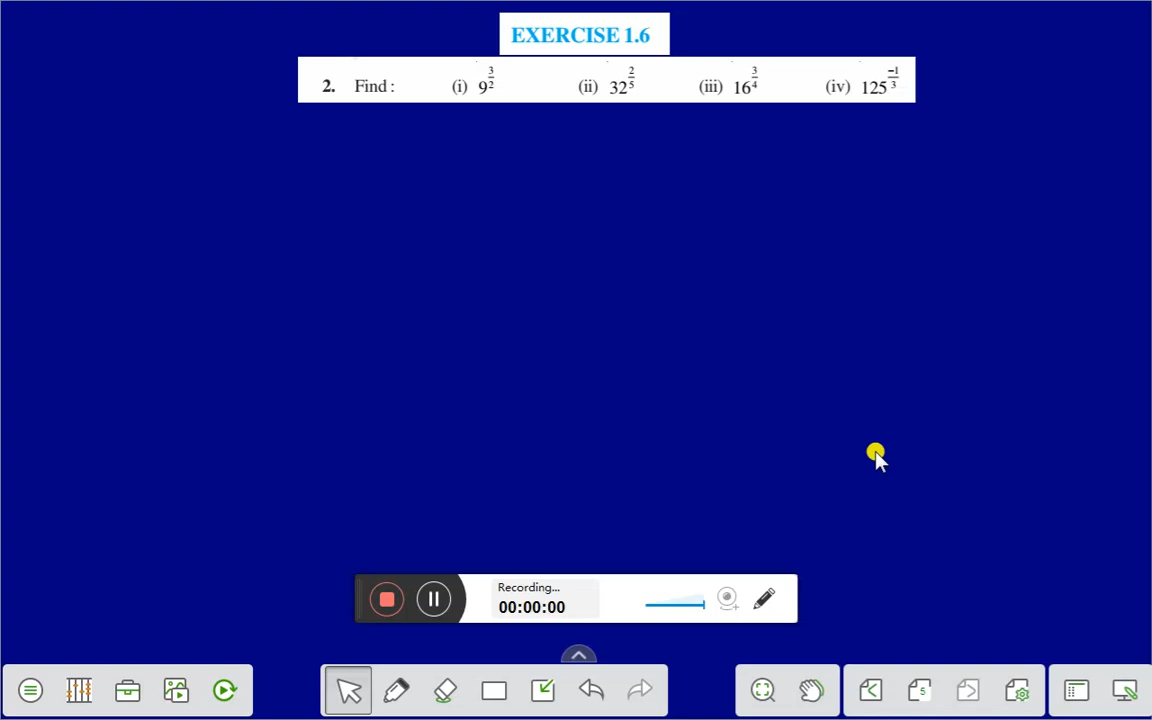 EXERCISE 1.6
2. Find : (i) 9^(3/2) (ii) 32^(2/5) (iii) 16^(3/4) (iv) 125^(-1/3)
Recording...
00:00:00
5